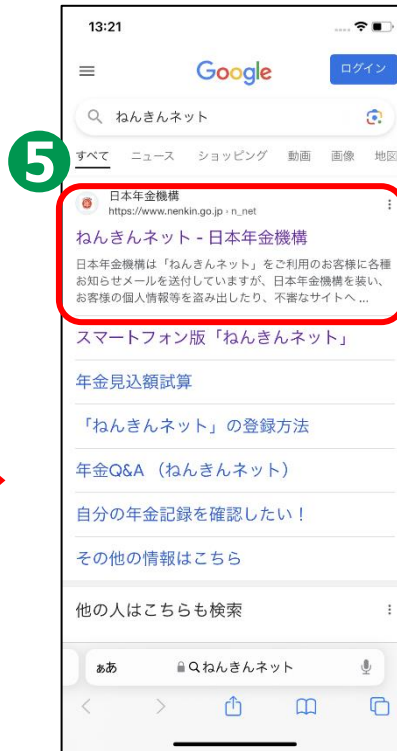 13:21
Google
ログイン
ねんきんネット
5
すべて ニュース ショッピング 動画 画像 地図
日本年金機構
https://www.nenkin.go.jp › n_net
ねんきんネット - 日本年金機構
日本年金機構は「ねんきんネット」をご利用のお客様に各種
お知らせメールを送付していますが、日本年金機構を装い、
お客様の個人情報等を盗み出したり、不審なサイトへ ...
スマートフォン版「ねんきんネット」
年金見込額試算
「ねんきんネット」の登録方法
年金Q&A （ねんきんネット）
自分の年金記録を確認したい！
その他の情報はこちら
他の人はこちらも検索
ぁあ ねんきんネット